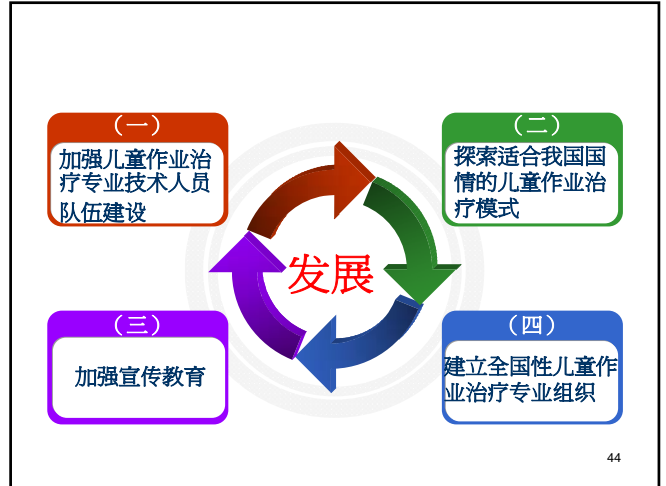 （一）
加强儿童作业治
疗专业技术人员
队伍建设
（二）
探索适合我国国
情的儿童作业治
疗模式
发展
（三）
加强宣传教育
（四）
建立全国性儿童作
业治疗专业组织
44